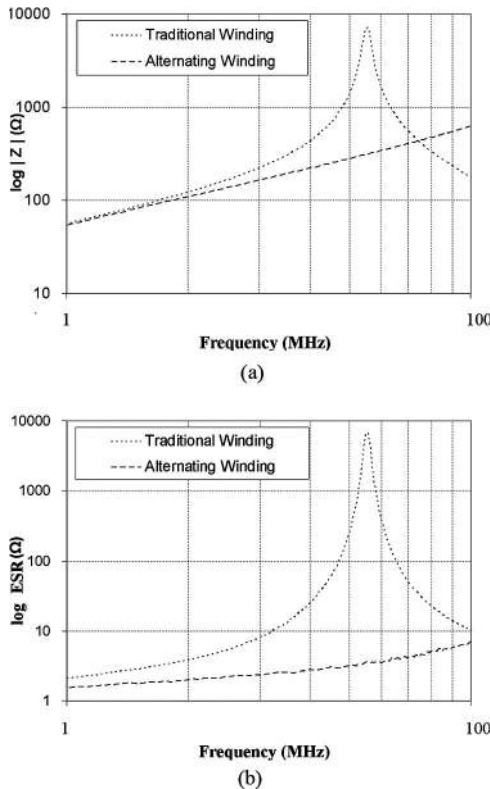 10000
1000
100
10
log | Z | (Ω)
Traditional Winding
Alternating Winding
1
100
Frequency (MHz)
(a)
10000
1000
100
10
1
log ESR (Ω)
Traditional Winding
Alternating Winding
1
100
Frequency (MHz)
(b)